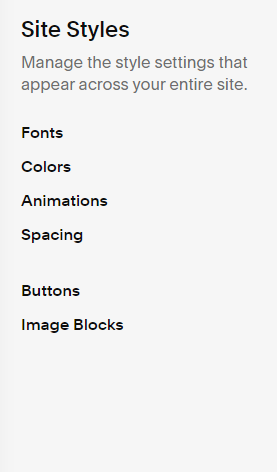 Site Styles
Manage the style settings that
appear across your entire site.
Fonts
Colors
Animations
Spacing
Buttons
Image Blocks